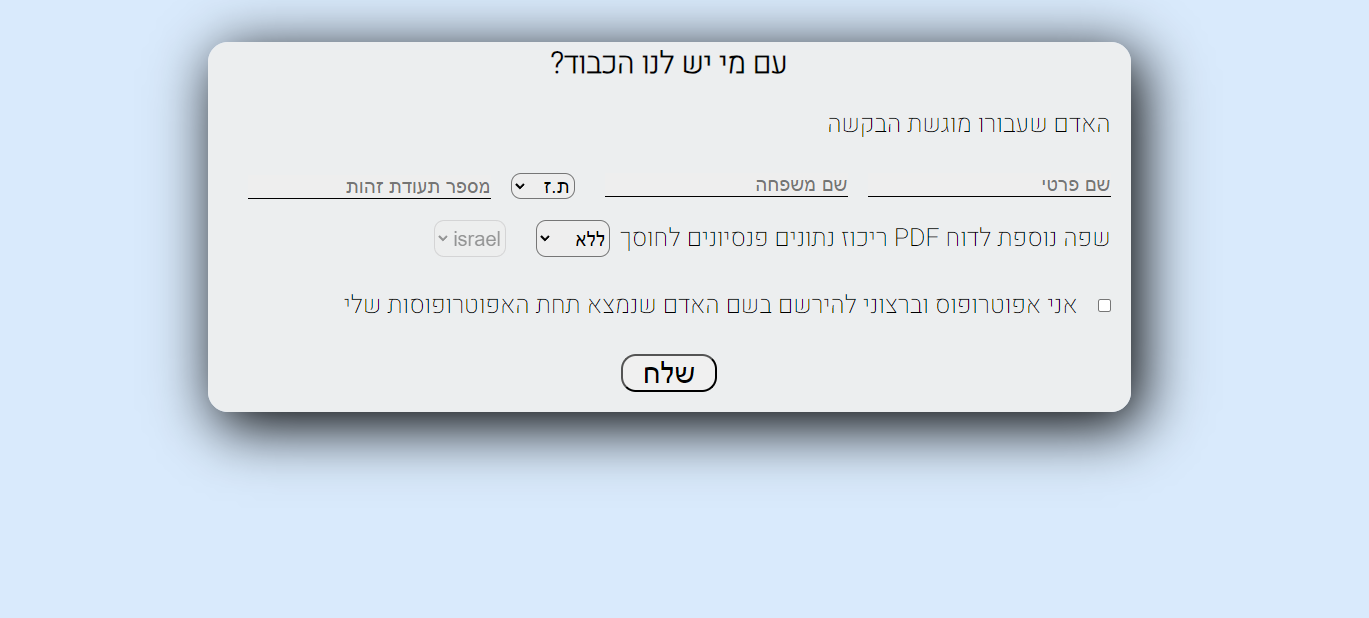 עם מי יש לנו הכבוד?
האדם שעבורו מוגשת הבקשה
שם פרטי שם משפחה ת.ז מספר תעודת זהות
שפה נוספת לדוח PDF ריכוז נתונים פנסיונים לחוסך ללא israel
אני אפוטרופוס וברצוני להירשם בשם האדם שנמצא תחת האפוטרופוסות שלי
שלח